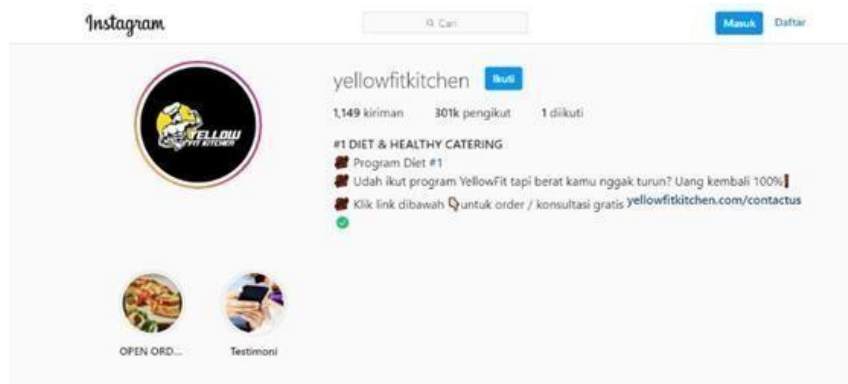 Instagram
Cari
Masuk Daftar
YELLOW
FIT KITCHEN
yellowfitkitchen Ikuti
1,149 kiriman 301k pengikut 1 diikuti
#1 DIET & HEALTHY CATERING
Program Diet #1
Udah ikut program YellowFit tapi berat kamu nggak turun? Uang kembali 100%
Klik link dibawah untuk order / konsultasi gratis yellowfitkitchen.com/contactus
OPEN ORD... Testimoni